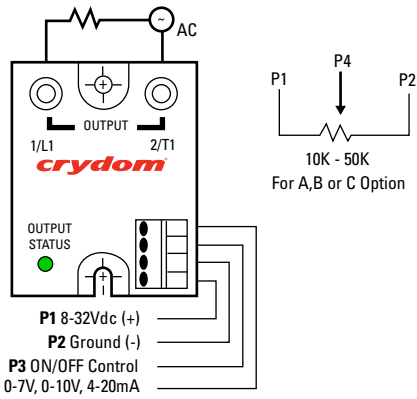 ~
AC
OUTPUT
1/L1
2/T1
crydom
OUTPUT
STATUS
P1 8-32Vdc (+)
P2 Ground (-)
P3 ON/OFF Control
0-7V, 0-10V, 4-20mA
P1
P4
P2
10K - 50K
For A,B or C Option